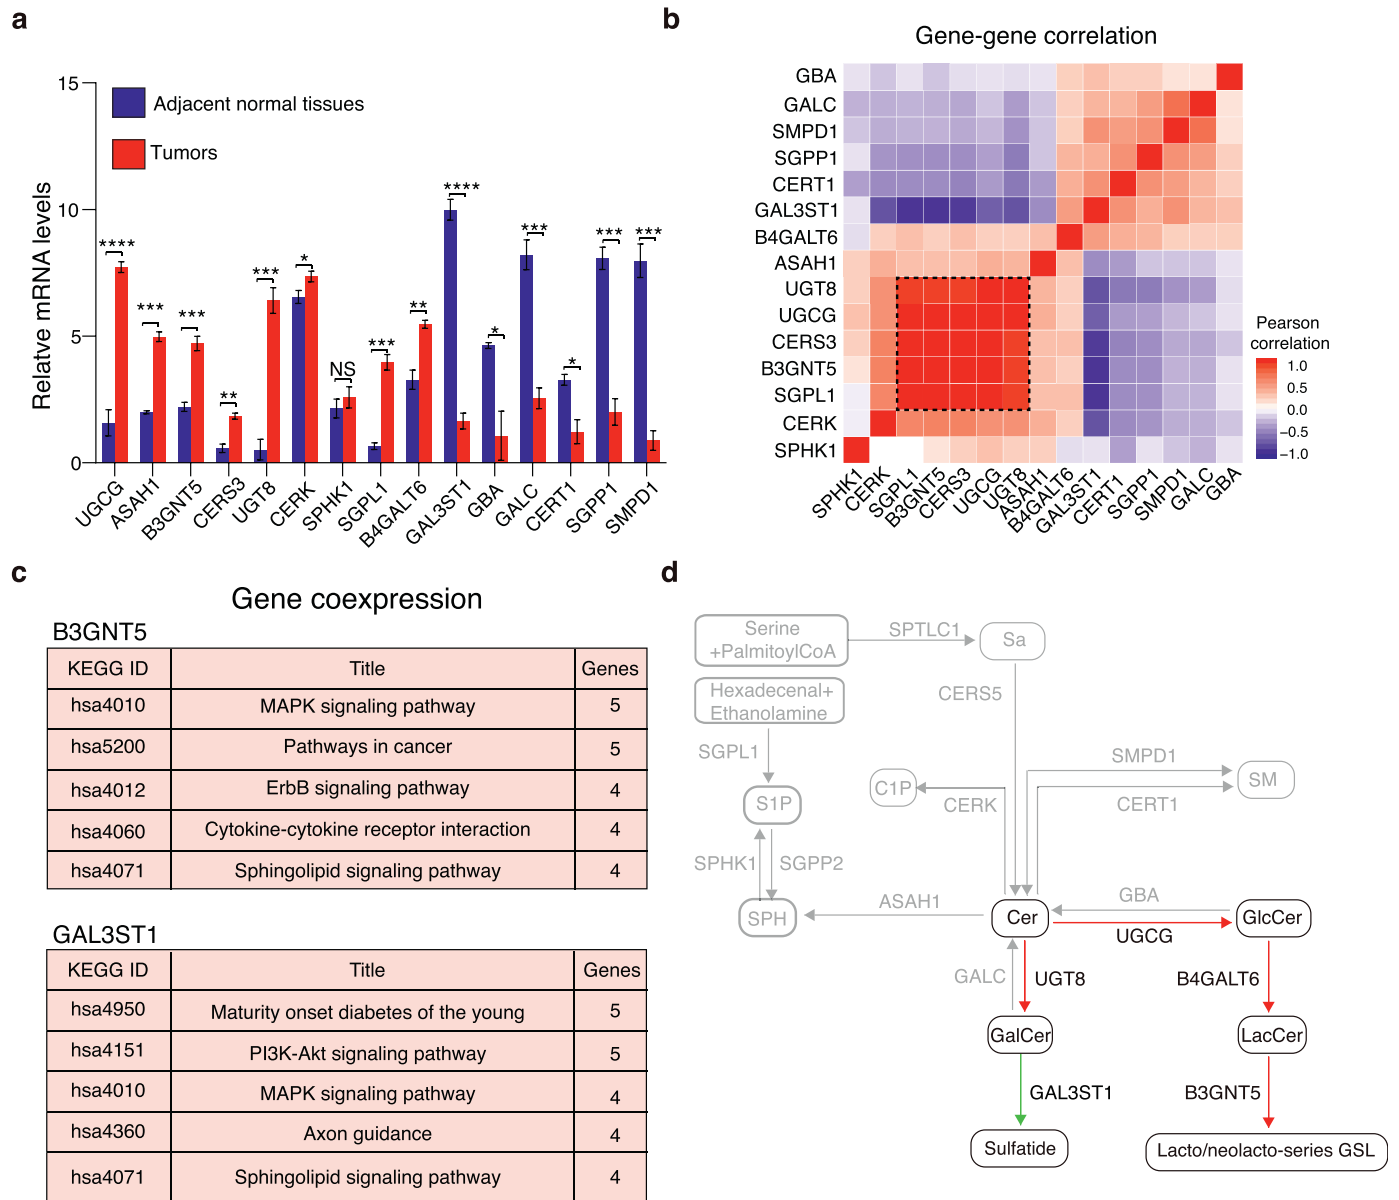 a
Relatve mRNA levels
15
10
5
0
Adjacent normal tissues
Tumors
****
***
***
**
***
*
NS
***
**
****
*
***
*
***
***
UGCG
ASAH1
B3GNT5
CERS3
UGT8
CERK
SPHK1
SGPL1
B4GALT6
GAL3ST1
GBA
GALC
CERT1
SGPP1
SMPD1
b
Gene-gene correlation
GBA
GALC
SMPD1
SGPP1
CERT1
GAL3ST1
B4GALT6
ASAH1
UGT8
UGCG
CERS3
B3GNT5
SGPL1
CERK
SPHK1
SPHK1
CERK
SGPL1
B3GNT5
CERS3
UGCG
UGT8
ASAH1
B4GALT6
GAL3ST1
CERT1
SGPP1
SMPD1
GALC
GBA
Pearson
correlation
1.0
0.5
0.0
−0.5
−1.0
c
Gene coexpression
B3GNT5
KEGG ID Title Genes
hsa4010 MAPK signaling pathway 5
hsa5200 Pathways in cancer 5
hsa4012 ErbB signaling pathway 4
hsa4060 Cytokine-cytokine receptor interaction 4
hsa4071 Sphingolipid signaling pathway 4
GAL3ST1
KEGG ID Title Genes
hsa4950 Maturity onset diabetes of the young 5
hsa4151 PI3K-Akt signaling pathway 5
hsa4010 MAPK signaling pathway 4
hsa4360 Axon guidance 4
hsa4071 Sphingolipid signaling pathway 4
d
Serine
+PalmitoylCoA
SPTLC1
Sa
Hexadecenal+
Ethanolamine
CERS5
SGPL1
SMPD1
S1P
C1P
CERK
CERT1
SM
SPHK1
SGPP2
SPH
ASAH1
Cer
GBA
UGCG
GlcCer
GALC
UGT8
B4GALT6
GalCer
LacCer
GAL3ST1
B3GNT5
Sulfatide
Lacto/neolacto-series GSL